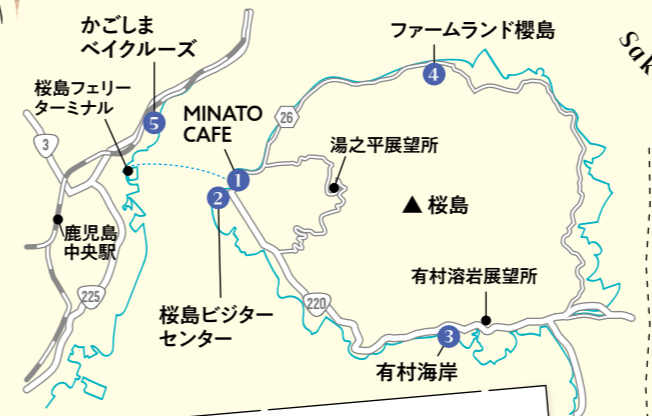 かごしま
ベイクルーズ
ファームランド櫻島
Sak
桜島フェリー
ターミナル
4
5
MINATO
CAFE
26
3
湯之平展望所
1
2
桜島
鹿児島
中央駅
有村溶岩展望所
225
220
桜島ビジター
センター
3
有村海岸